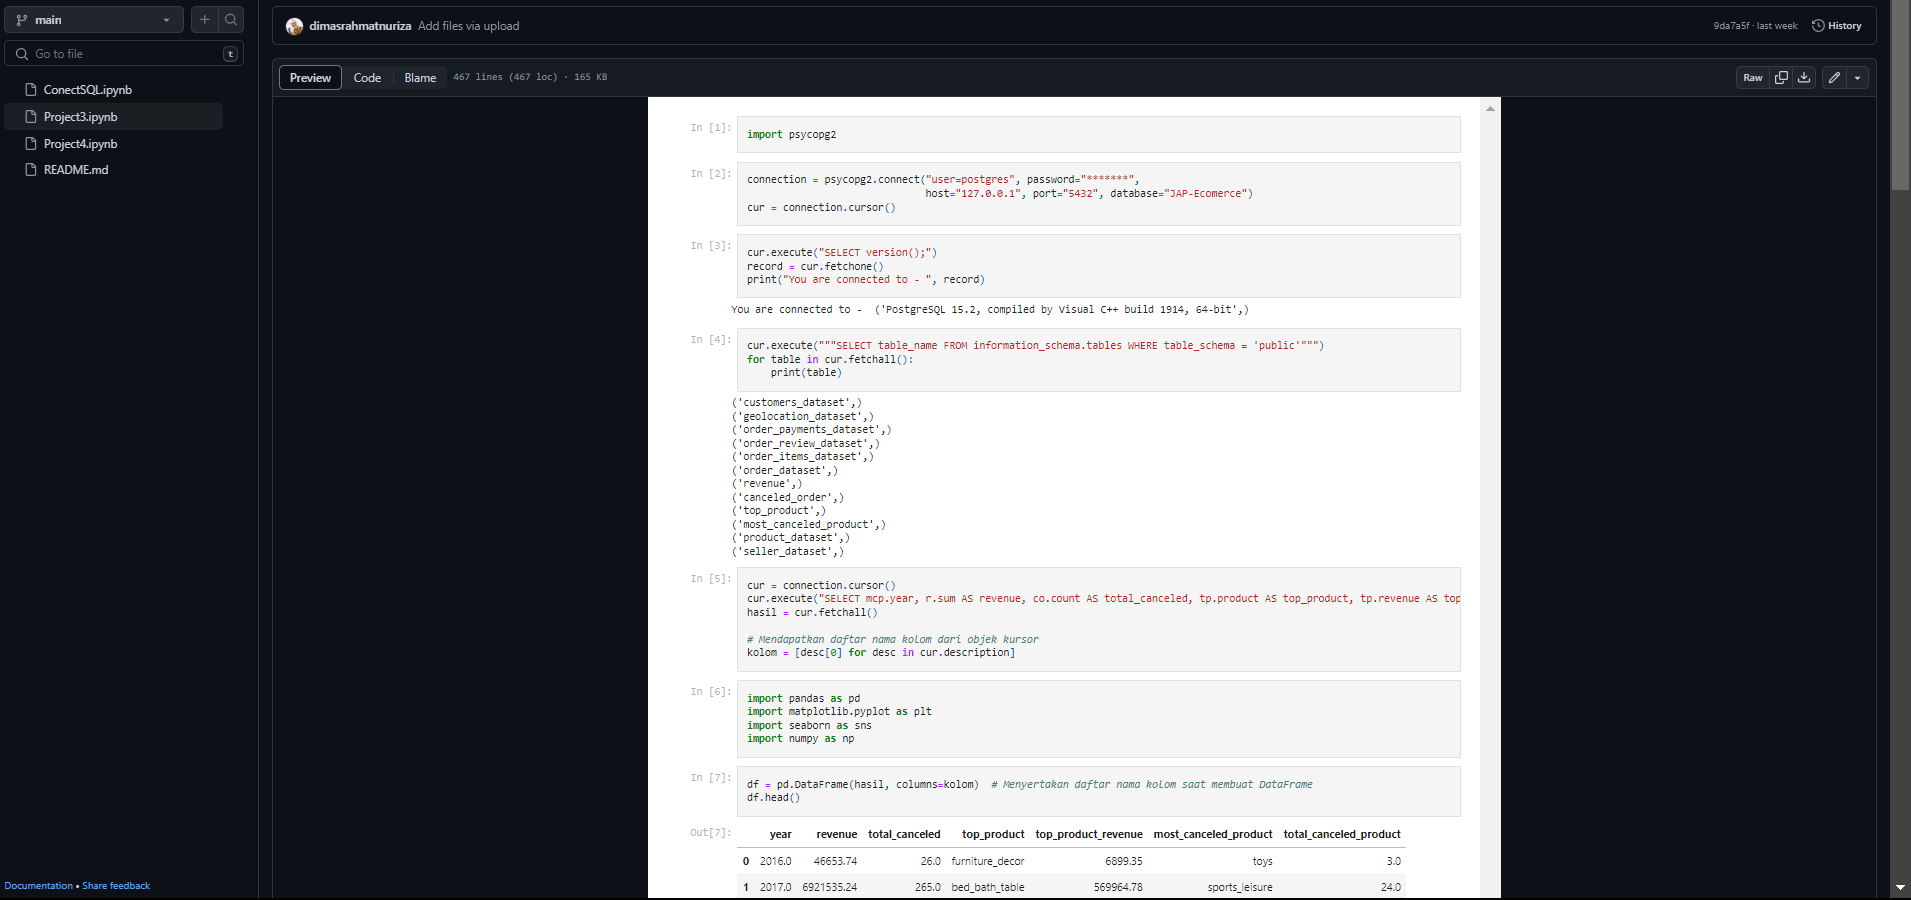 main
Go to file
t
ConectSQL.ipynb
Project3.ipynb
Project4.ipynb
README.md
Documentation • Share feedback
dimasrahmatnuriza Add files via upload
9da7a5f · last week
History
Preview
Code
Blame
467 lines (467 loc) · 165 KB
Raw
In [1]:
import psycopg2
In [2]:
connection = psycopg2.connect("user=postgres", password="*******",
host="127.0.0.1", port="5432", database="JAP-Ecomerce")
cur = connection.cursor()
In [3]:
cur.execute("SELECT version();")
record = cur.fetchone()
print("You are connected to - ", record)
You are connected to -  ('PostgreSQL 15.2, compiled by Visual C++ build 1914, 64-bit',)
In [4]:
cur.execute("""SELECT table_name FROM information_schema.tables WHERE table_schema = 'public'""")
for table in cur.fetchall():
print(table)
('customers_dataset',)
('geolocation_dataset',)
('order_payments_dataset',)
('order_review_dataset',)
('order_items_dataset',)
('order_dataset',)
('revenue',)
('canceled_order',)
('top_product',)
('most_canceled_product',)
('product_dataset',)
('seller_dataset',)
In [5]:
cur = connection.cursor()
cur.execute("SELECT mcp.year, r.sum AS revenue, co.count AS total_canceled, tp.product AS top_product, tp.revenue AS top
hasil = cur.fetchall()
# Mendapatkan daftar nama kolom dari objek kursor
kolom = [desc[0] for desc in cur.description]
In [6]:
import pandas as pd
import matplotlib.pyplot as plt
import seaborn as sns
import numpy as np
In [7]:
df = pd.DataFrame(hasil, columns=kolom)  # Menyertakan daftar nama kolom saat membuat DataFrame
df.head()
Out[7]:
year revenue total_canceled top_product top_product_revenue most_canceled_product total_canceled_product
0 2016.0 46653.74 26.0 furniture_decor 6899.35 toys 3.0
1 2017.0 6921535.24 265.0 bed_bath_table 569964.78 sports_leisure 24.0